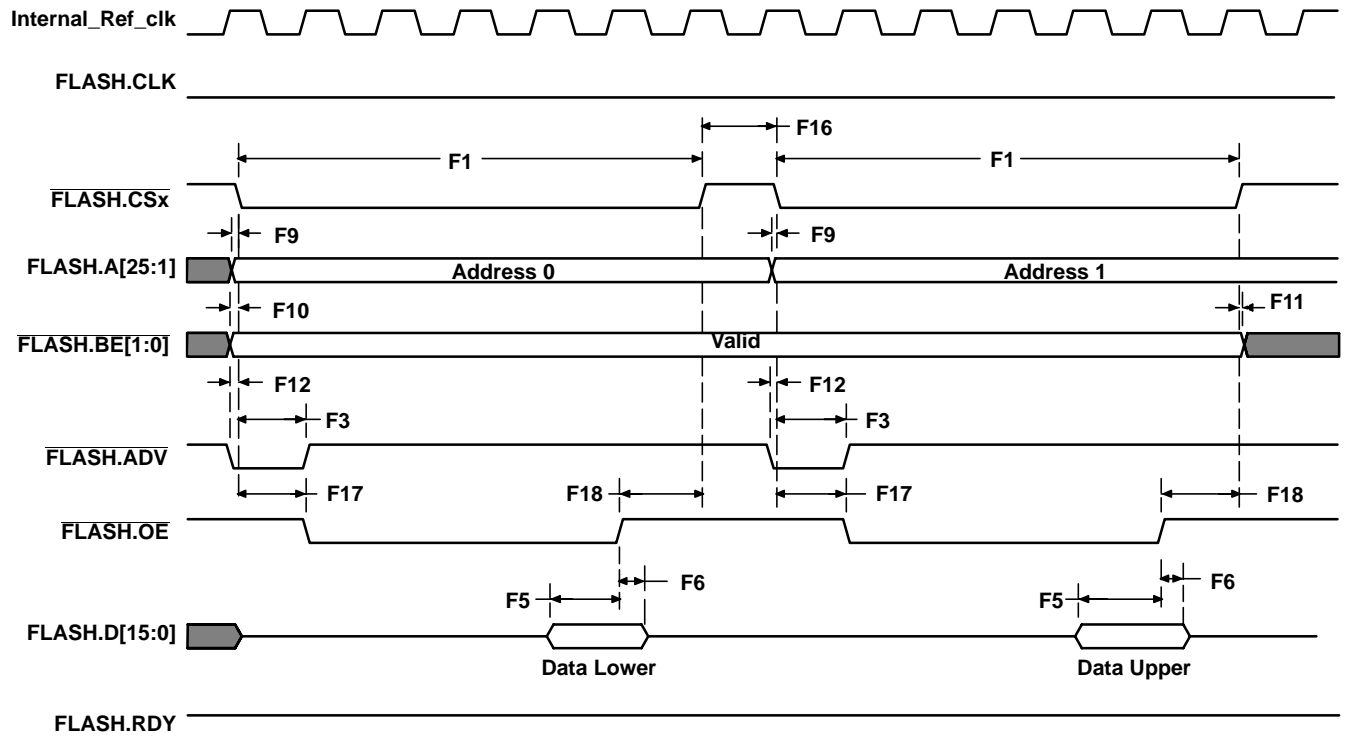 Internal_Ref_clk
FLASH.CLK
F16
F1 F1
FLASH.CSx
F9 F9
FLASH.A[25:1] Address 0 Address 1
F10 F11
FLASH.BE[1:0] Valid
F12 F12
F3 F3
FLASH.ADV
F17 F18 F17 F18
FLASH.OE
F5 F6 F5 F6
FLASH.D[15:0]
Data Lower Data Upper
FLASH.RDY